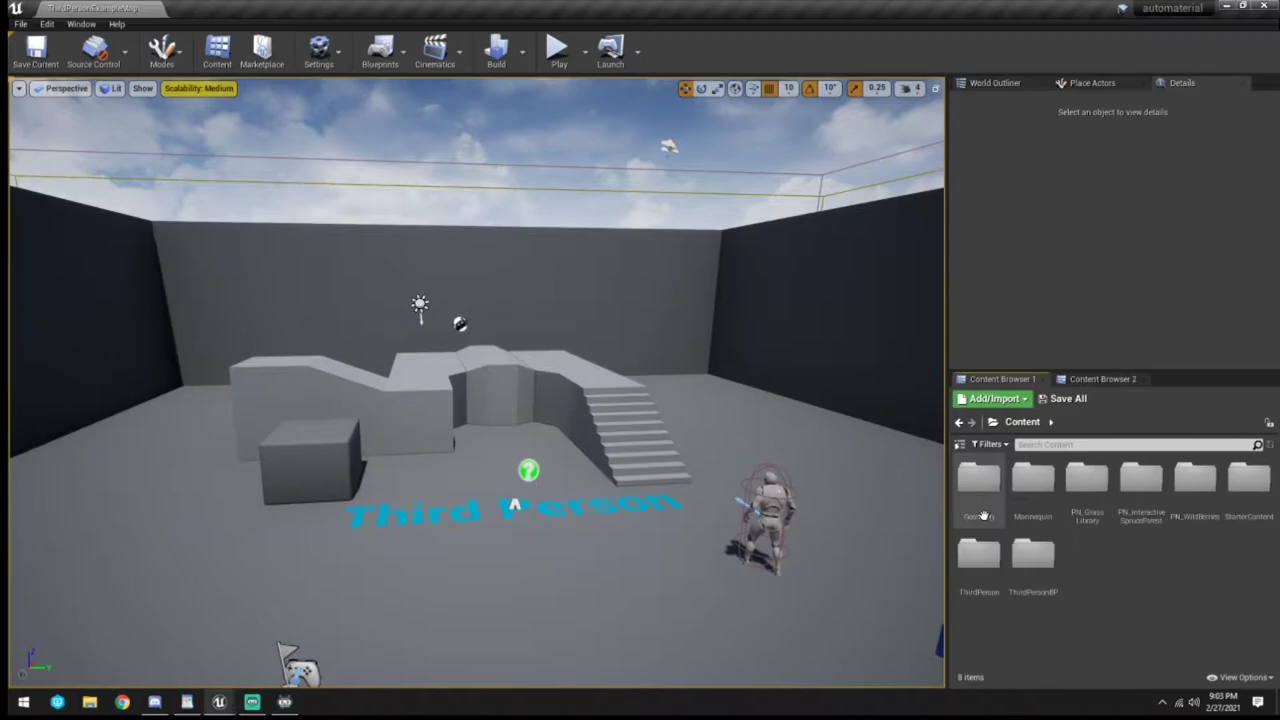 ThirdPersonExampleMap
automaterial
File Edit Window Help
Save Current Source Control Modes Content Marketplace Settings Blueprints Cinematics Build Play Launch
Perspective Lit Show Scalability: Medium 10 10° 0.25 4
World Outliner Place Actors Details
Select an object to view details
Third Person
Content Browser 1 Content Browser 2
Add/Import Save All
Content
Filters Search Content
Mannequin PN_Grass Library PN_interactive SpruceForest PN_WildBerries StarterContent
ThirdPerson ThirdPersonBP
8 items View Options
9:03 PM
2/27/2021